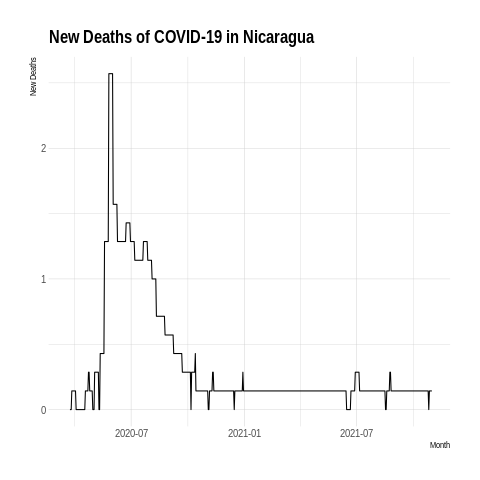 New Deaths of COVID-19 in Nicaragua
New Deaths
2
1
0
2020-07
2021-01
2021-07
Month